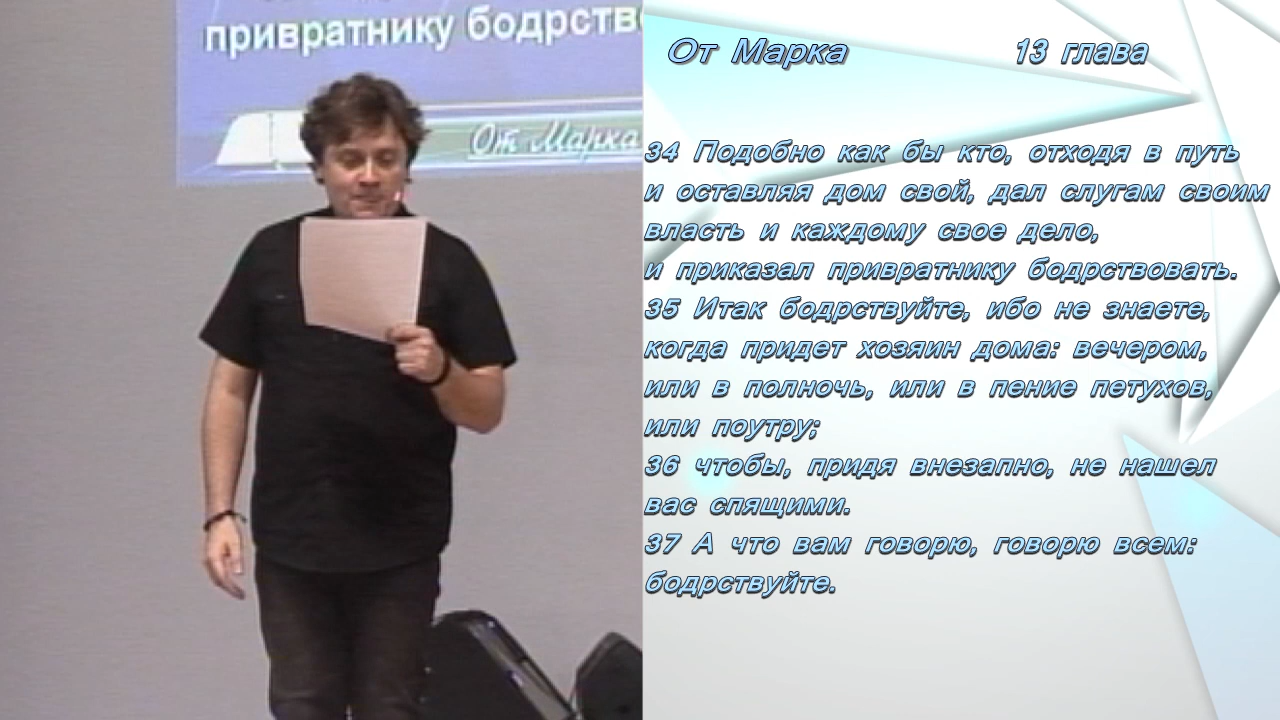 привратнику бодрств
От Марка
От Марка 13 глава
34 Подобно как бы кто, отходя в путь
и оставляя дом свой, дал слугам своим
власть и каждому свое дело,
и приказал привратнику бодрствовать.
35 Итак бодрствуйте, ибо не знаете,
когда придет хозяин дома: вечером,
или в полночь, или в пение петухов,
или поутру;
36 чтобы, придя внезапно, не нашел
вас спящими.
37 А что вам говорю, говорю всем:
бодрствуйте.